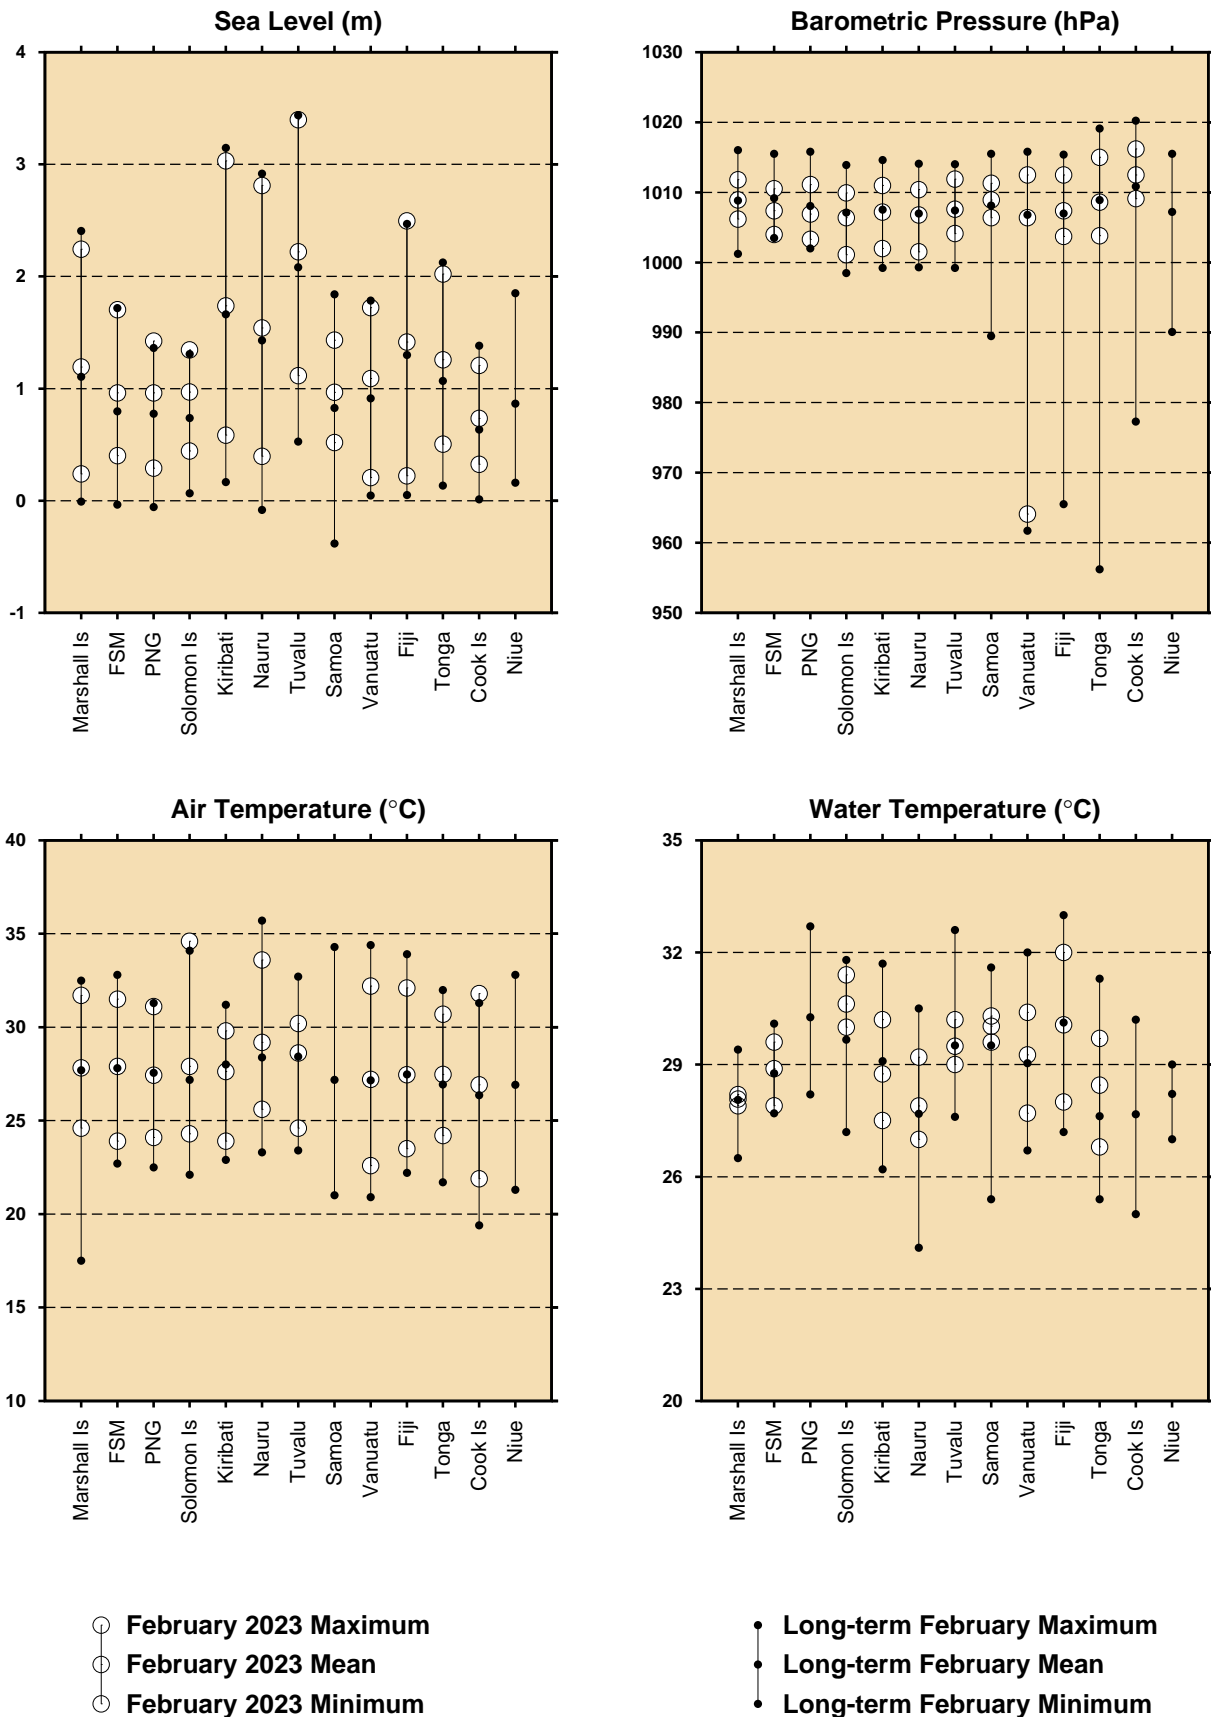 Sea Level (m)
4
3
2
1
0
-1
Marshall Is
FSM
PNG
Solomon Is
Kiribati
Nauru
Tuvalu
Samoa
Vanuatu
Fiji
Tonga
Cook Is
Niue
Barometric Pressure (hPa)
1030
1020
1010
1000
990
980
970
960
950
Marshall Is
FSM
PNG
Solomon Is
Kiribati
Nauru
Tuvalu
Samoa
Vanuatu
Fiji
Tonga
Cook Is
Niue
Air Temperature (°C)
40
35
30
25
20
15
10
Marshall Is
FSM
PNG
Solomon Is
Kiribati
Nauru
Tuvalu
Samoa
Vanuatu
Fiji
Tonga
Cook Is
Niue
Water Temperature (°C)
35
32
29
26
23
20
Marshall Is
FSM
PNG
Solomon Is
Kiribati
Nauru
Tuvalu
Samoa
Vanuatu
Fiji
Tonga
Cook Is
Niue
February 2023 Maximum
February 2023 Mean
February 2023 Minimum
Long-term February Maximum
Long-term February Mean
Long-term February Minimum